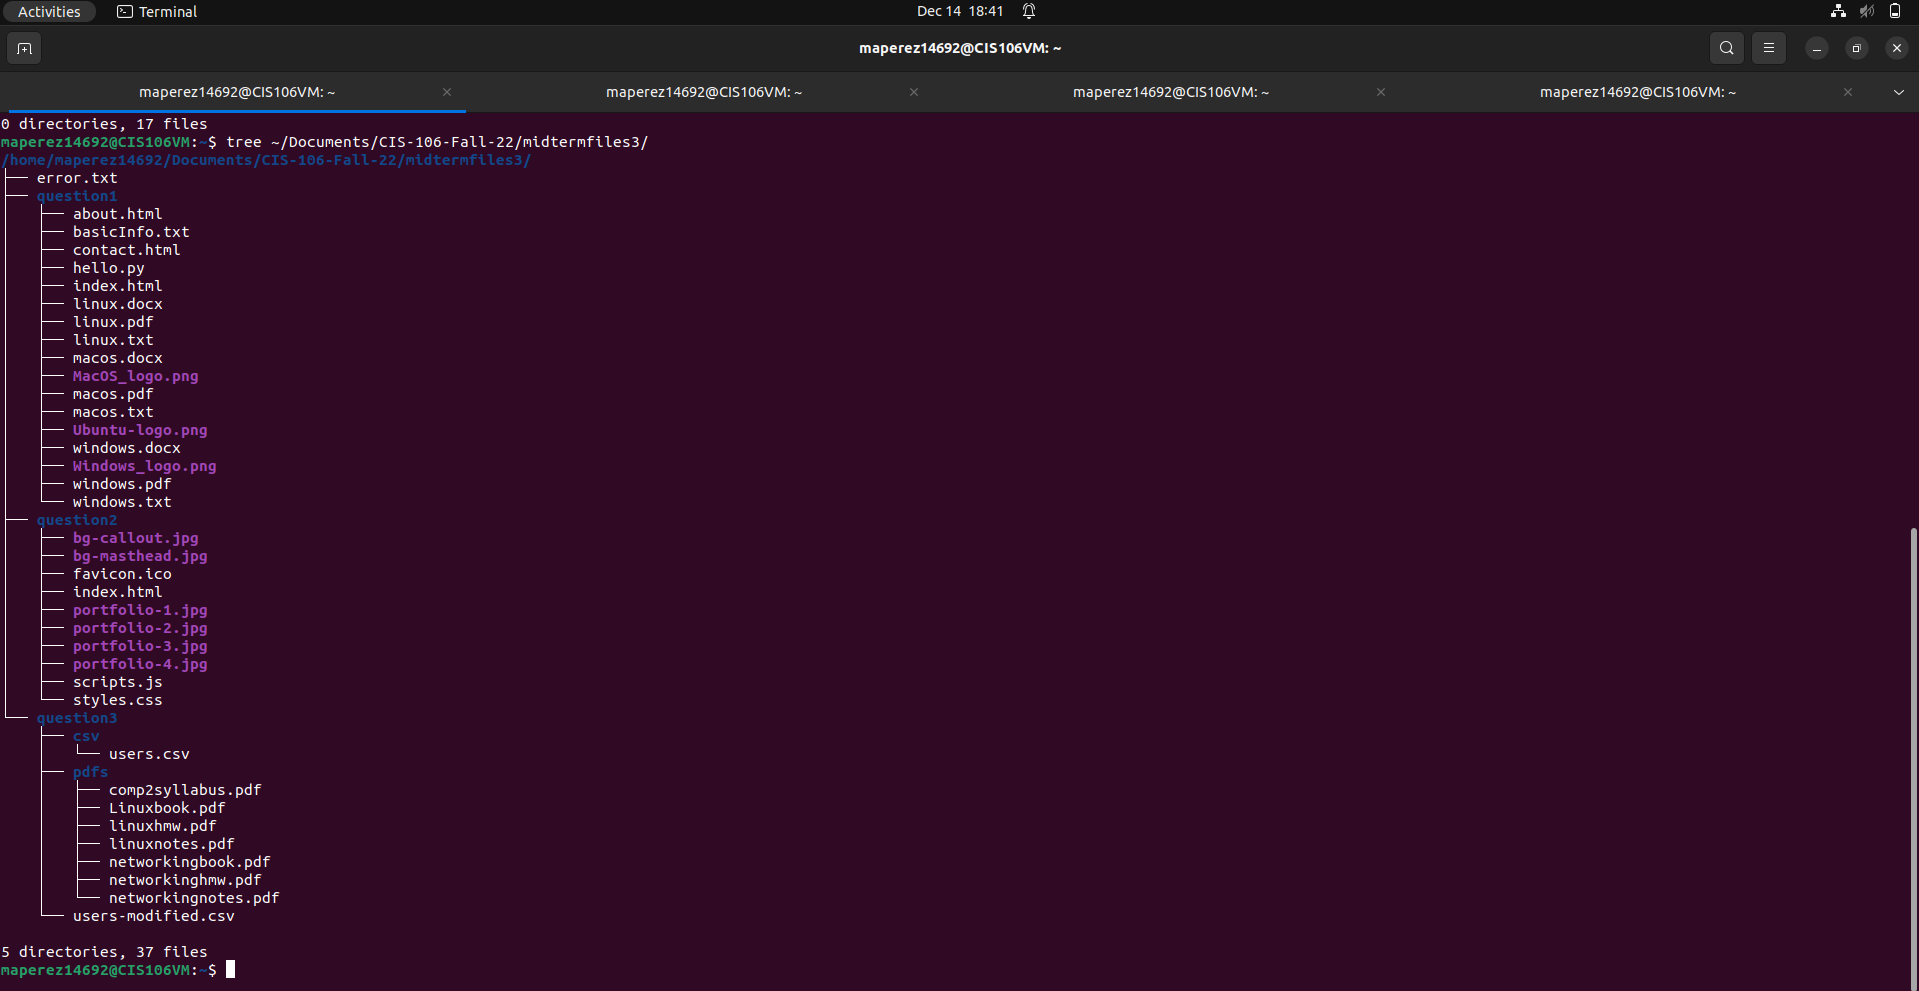 Activities Terminal Dec 14 18:41
maperez14692@CIS106VM: ~
maperez14692@CIS106VM: ~ maperez14692@CIS106VM: ~ maperez14692@CIS106VM: ~ maperez14692@CIS106VM: ~
0 directories, 17 files
maperez14692@CIS106VM:~$ tree ~/Documents/CIS-106-Fall-22/midtermfiles3/
/home/maperez14692/Documents/CIS-106-Fall-22/midtermfiles3/
├── error.txt
├── question1
│   ├── about.html
│   ├── basicInfo.txt
│   ├── contact.html
│   ├── hello.py
│   ├── index.html
│   ├── linux.docx
│   ├── linux.pdf
│   ├── linux.txt
│   ├── macos.docx
│   ├── MacOS_logo.png
│   ├── macos.pdf
│   ├── macos.txt
│   ├── Ubuntu-logo.png
│   ├── windows.docx
│   ├── Windows_logo.png
│   ├── windows.pdf
│   └── windows.txt
├── question2
│   ├── bg-callout.jpg
│   ├── bg-masthead.jpg
│   ├── favicon.ico
│   ├── index.html
│   ├── portfolio-1.jpg
│   ├── portfolio-2.jpg
│   ├── portfolio-3.jpg
│   ├── portfolio-4.jpg
│   ├── scripts.js
│   └── styles.css
└── question3
    ├── csv
    │   └── users.csv
    ├── pdfs
    │   ├── comp2syllabus.pdf
    │   ├── Linuxbook.pdf
    │   ├── linuxhmw.pdf
    │   ├── linuxnotes.pdf
    │   ├── networkingbook.pdf
    │   ├── networkinghmw.pdf
    │   └── networkingnotes.pdf
    └── users-modified.csv
5 directories, 37 files
maperez14692@CIS106VM:~$